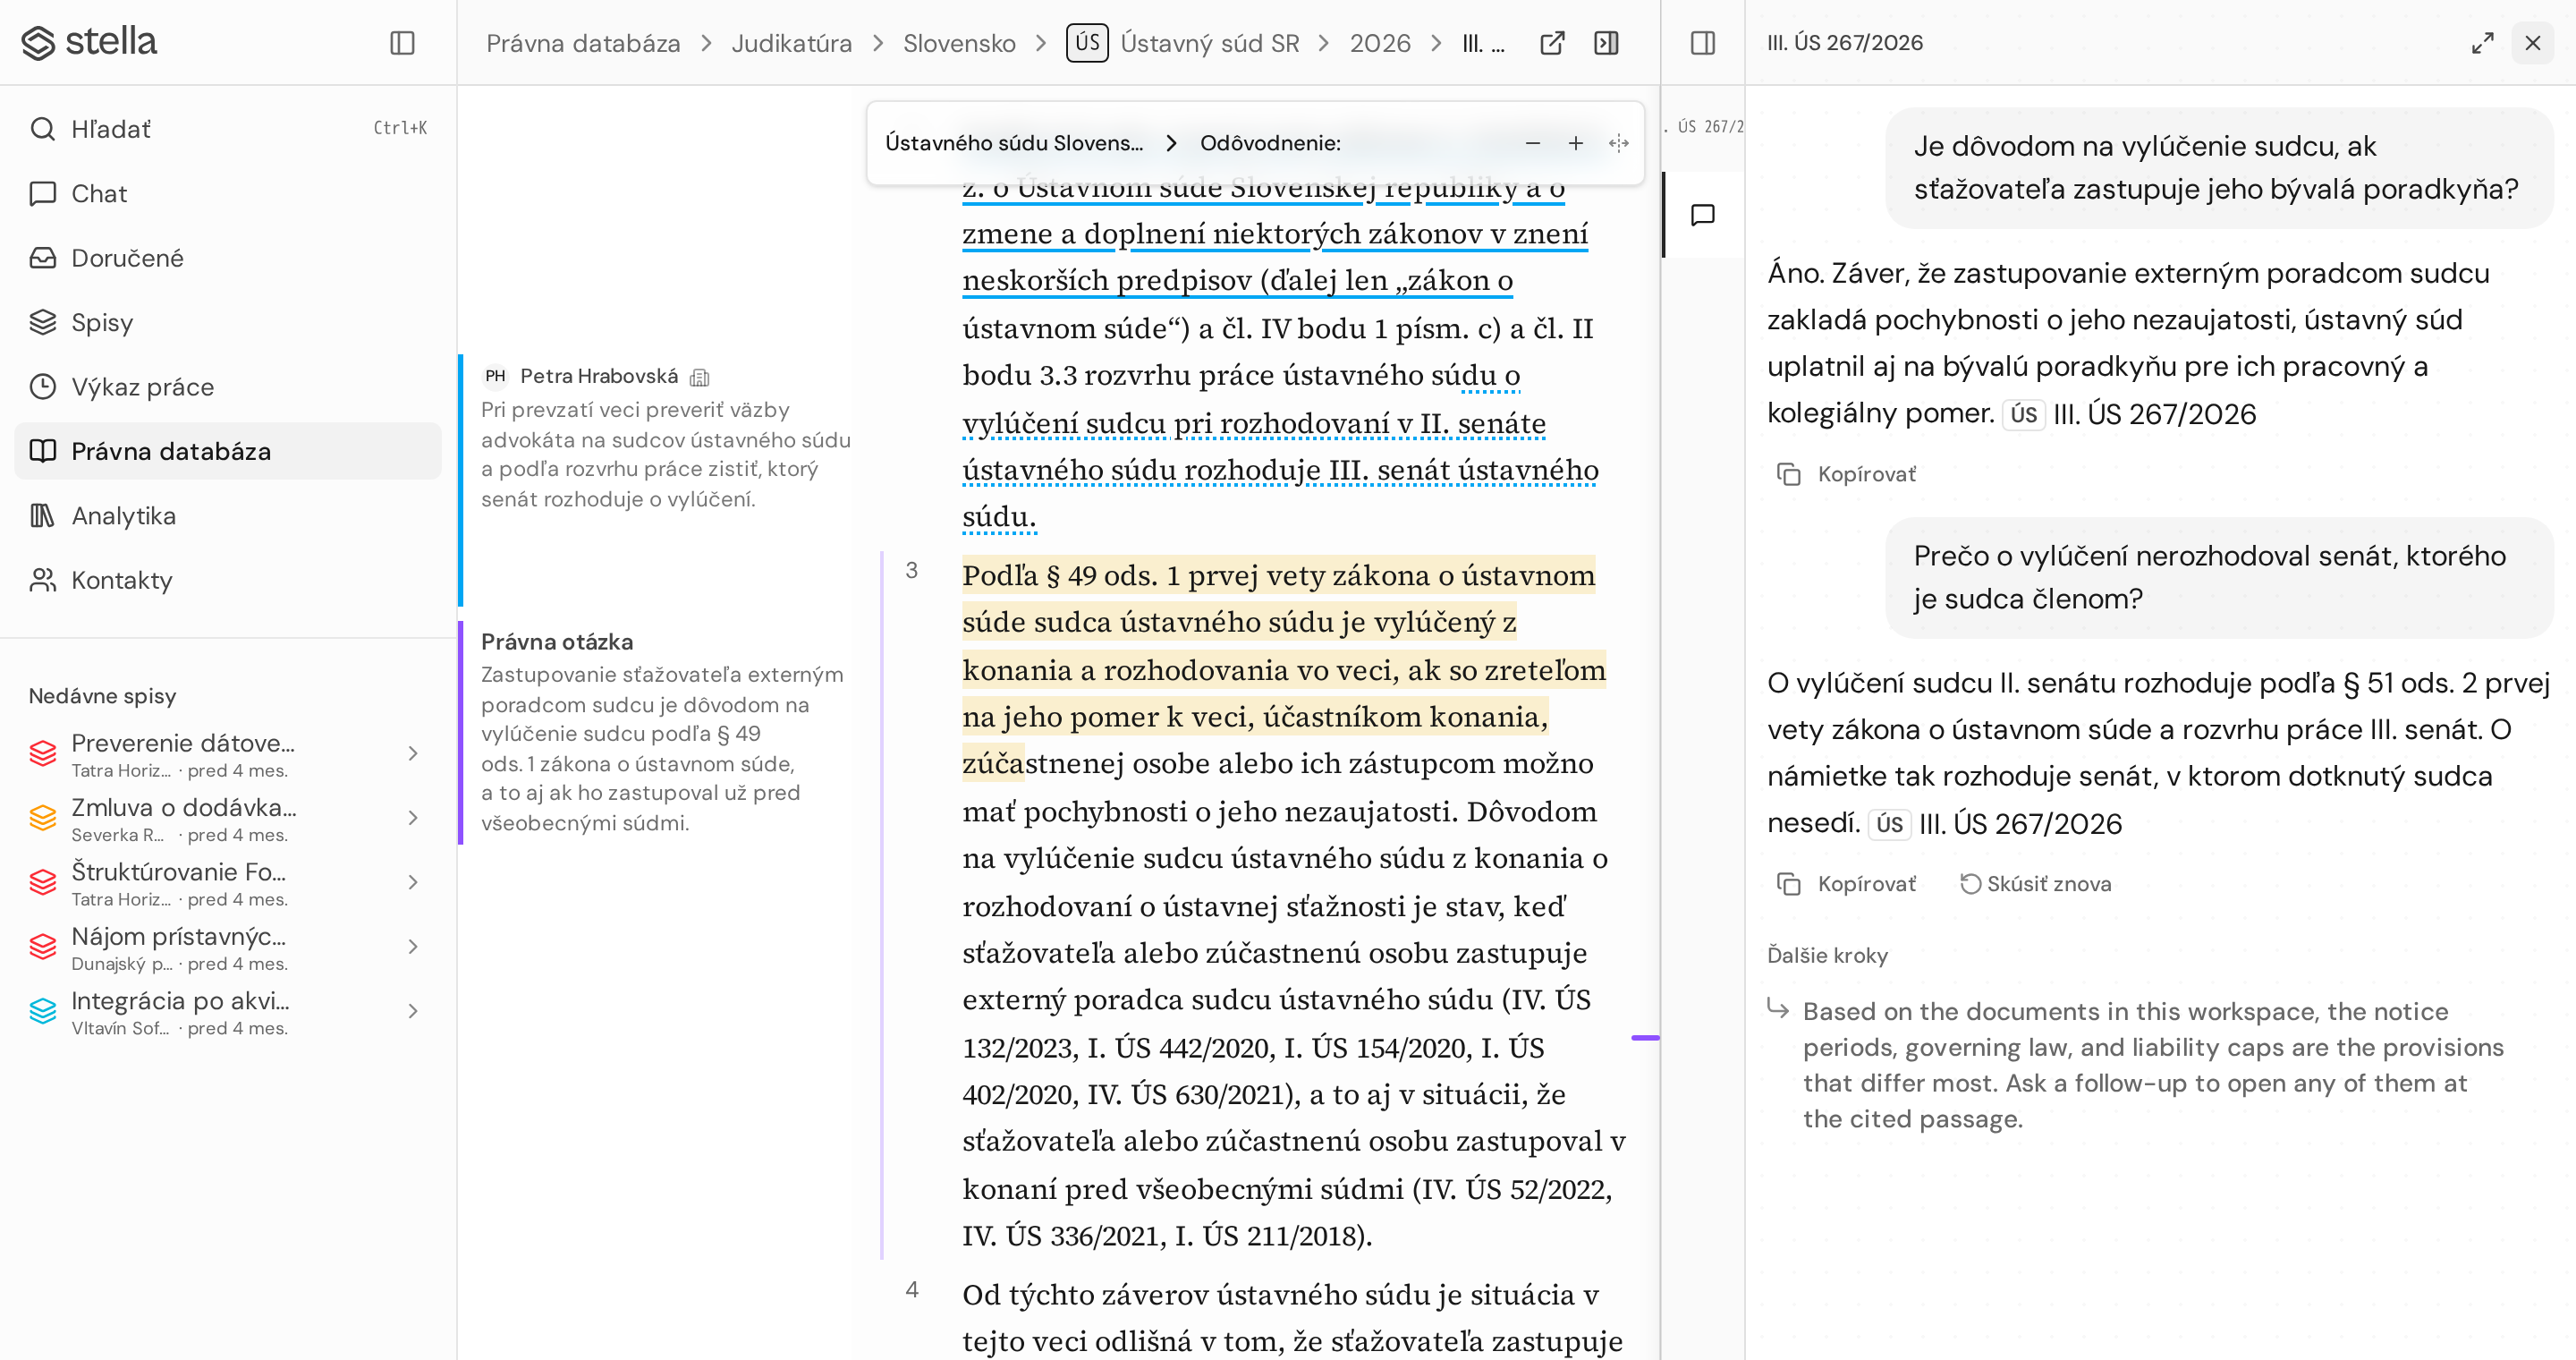 stella
Hľadať
Ctrl+K
Chat
Doručené
Spisy
Výkaz práce
Právna databáza
Analytika
Kontakty
Nedávne spisy
Preverenie dátove...
Tatra Horiz... · pred 4 mes.
Zmluva o dodávka...
Severka R... · pred 4 mes.
Štruktúrovanie Fo...
Tatra Horiz... · pred 4 mes.
Nájom prístavnýc...
Dunajský p... · pred 4 mes.
Integrácia po akvi...
Vltavín Sof... · pred 4 mes.
Právna databáza > Judikatúra > Slovensko > ÚS Ústavný súd SR > 2026 > III. ...
Ústavného súdu Slovens... > Odôvodnenie:
PH Petra Hrabovská
Pri prevzatí veci preveriť väzby
advokáta na sudcov ústavného súdu
a podľa rozvrhu práce zistiť, ktorý
senát rozhoduje o vylúčení.
Právna otázka
Zastupovanie sťažovateľa externým
poradcom sudcu je dôvodom na
vylúčenie sudcu podľa § 49
ods. 1 zákona o ústavnom súde,
a to aj ak ho zastupoval už pred
všeobecnými súdmi.
z. o Ústavnom súde Slovenskej republiky a o
zmene a doplnení niektorých zákonov v znení
neskorších predpisov (ďalej len „zákon o
ústavnom súde“) a čl. IV bodu 1 písm. c) a čl. II
bodu 3.3 rozvrhu práce ústavného súdu o
vylúčení sudcu pri rozhodovaní v II. senáte
ústavného súdu rozhoduje III. senát ústavného
súdu.
3
Podľa § 49 ods. 1 prvej vety zákona o ústavnom
súde sudca ústavného súdu je vylúčený z
konania a rozhodovania vo veci, ak so zreteľom
na jeho pomer k veci, účastníkom konania,
zúčastnenej osobe alebo ich zástupcom možno
mať pochybnosti o jeho nezaujatosti. Dôvodom
na vylúčenie sudcu ústavného súdu z konania o
rozhodovaní o ústavnej sťažnosti je stav, keď
sťažovateľa alebo zúčastnenú osobu zastupuje
externý poradca sudcu ústavného súdu (IV. ÚS
132/2023, I. ÚS 442/2020, I. ÚS 154/2020, I. ÚS
402/2020, IV. ÚS 630/2021), a to aj v situácii, že
sťažovateľa alebo zúčastnenú osobu zastupoval v
konaní pred všeobecnými súdmi (IV. ÚS 52/2022,
IV. ÚS 336/2021, I. ÚS 211/2018).
4
Od týchto záverov ústavného súdu je situácia v
tejto veci odlišná v tom, že sťažovateľa zastupuje
. ÚS 267/2
III. ÚS 267/2026
Je dôvodom na vylúčenie sudcu, ak
sťažovateľa zastupuje jeho bývalá poradkyňa?
Áno. Záver, že zastupovanie externým poradcom sudcu
zakladá pochybnosti o jeho nezaujatosti, ústavný súd
uplatnil aj na bývalú poradkyňu pre ich pracovný a
kolegiálny pomer. ÚS III. ÚS 267/2026
Kopírovať
Prečo o vylúčení nerozhodoval senát, ktorého
je sudca členom?
O vylúčení sudcu II. senátu rozhoduje podľa § 51 ods. 2 prvej
vety zákona o ústavnom súde a rozvrhu práce III. senát. O
námietke tak rozhoduje senát, v ktorom dotknutý sudca
nesedí. ÚS III. ÚS 267/2026
Kopírovať
Skúsiť znova
Ďalšie kroky
Based on the documents in this workspace, the notice
periods, governing law, and liability caps are the provisions
that differ most. Ask a follow-up to open any of them at
the cited passage.